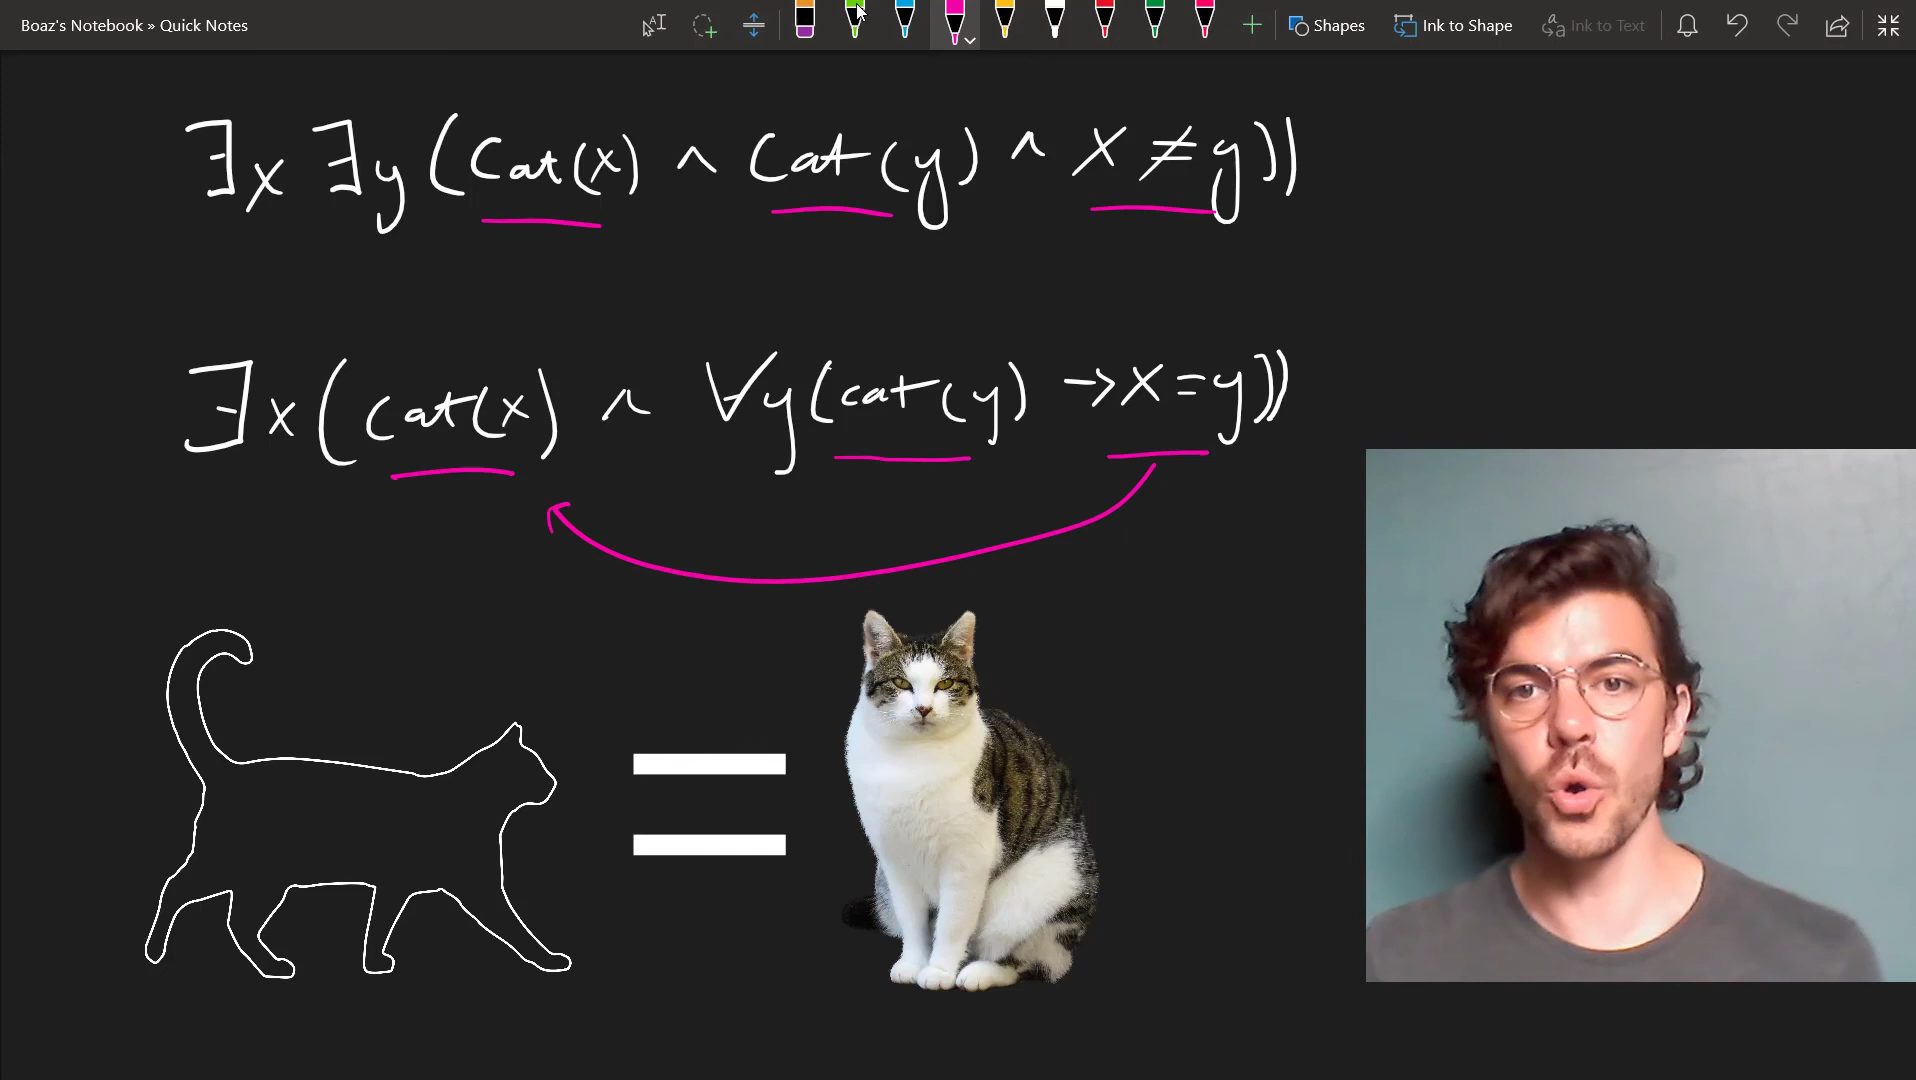 Boaz's Notebook » Quick Notes
Shapes
Ink to Shape
Ink to Text
∃x ∃y (Cat(x) ∧ Cat(y) ∧ x ≠ y))
∃x (cat(x) ∧ ∀y (cat(y) → x = y))